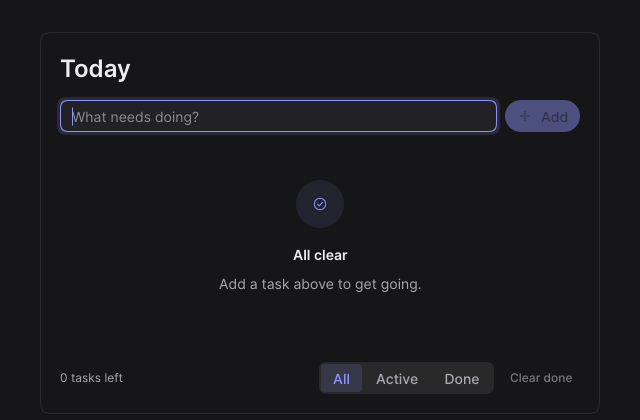 Today
What needs doing?
Add
All clear
Add a task above to get going.
0 tasks left
All
Active
Done
Clear done